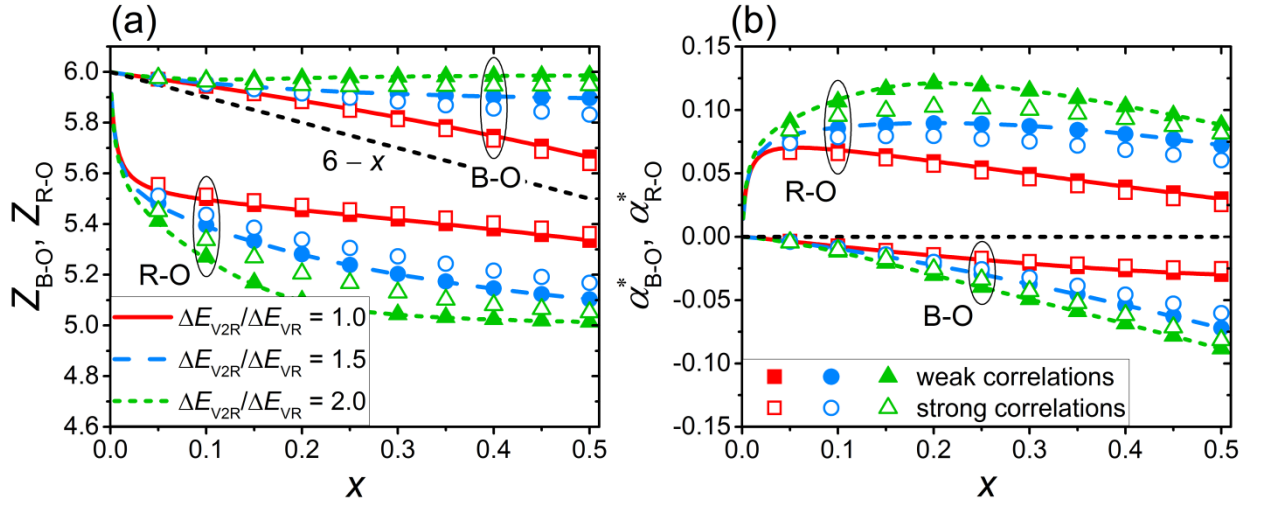 (a)
Z_B-O, Z_R-O
6.0
5.8
5.6
5.4
5.2
5.0
4.8
4.6
6 – x
B-O
R-O
ΔE_V2R/ΔE_VR = 1.0
ΔE_V2R/ΔE_VR = 1.5
ΔE_V2R/ΔE_VR = 2.0
0.0 0.1 0.2 0.3 0.4 0.5
x
(b)
α*_B-O, α*_R-O
0.15
0.10
0.05
0.00
-0.05
-0.10
-0.15
R-O
B-O
weak correlations
strong correlations
0.0 0.1 0.2 0.3 0.4 0.5
x